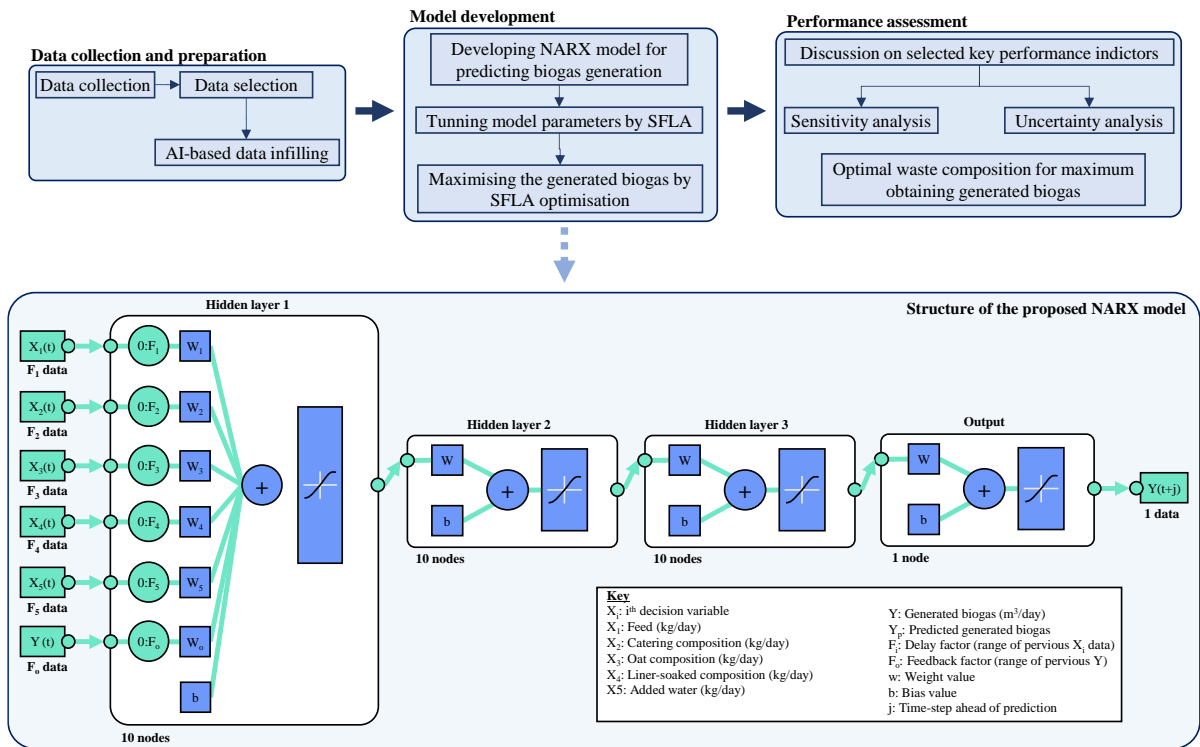 Data collection and preparation
Data collection
Data selection
AI-based data infilling
Model development
Developing NARX model for
predicting biogas generation
Tunning model parameters by SFLA
Maximising the generated biogas by
SFLA optimisation
Performance assessment
Discussion on selected key performance indictors
Sensitivity analysis
Uncertainty analysis
Optimal waste composition for maximum
obtaining generated biogas
Structure of the proposed NARX model
Hidden layer 1
X₁(t)
F₁ data
0:F₁
W₁
X₂(t)
F₂ data
0:F₂
W₂
X₃(t)
F₃ data
0:F₃
W₃
X₄(t)
F₄ data
0:F₄
W₄
X₅(t)
F₅ data
0:F₅
W₅
Y (t)
Fₒ data
0:Fₒ
Wₒ
b
+
10 nodes
Hidden layer 2
W
b
+
10 nodes
Hidden layer 3
W
b
+
10 nodes
Output
W
b
+
1 node
Y(t+j)
1 data
Key
Xᵢ: iᵗʰ decision variable
X₁: Feed (kg/day)
X₂: Catering composition (kg/day)
X₃: Oat composition (kg/day)
X₄: Liner-soaked composition (kg/day)
X5: Added water (kg/day)
Y: Generated biogas (m³/day)
Yₚ: Predicted generated biogas
Fᵢ: Delay factor (range of pervious Xᵢ data)
Fₒ: Feedback factor (range of pervious Y)
w: Weight value
b: Bias value
j: Time-step ahead of prediction